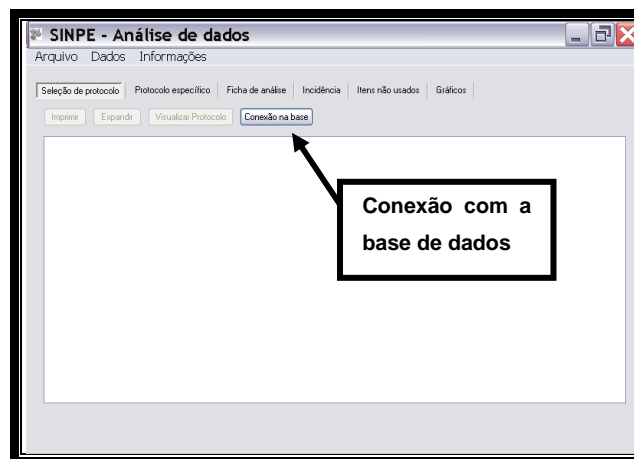 SINPE - Análise de dados
Arquivo Dados Informações
Seleção de protocolo Protocolo específico Ficha de análise Incidência Itens não usados Gráficos
Imprimir Expandir Visualizar Protocolo Conexão na base
Conexão com a
base de dados